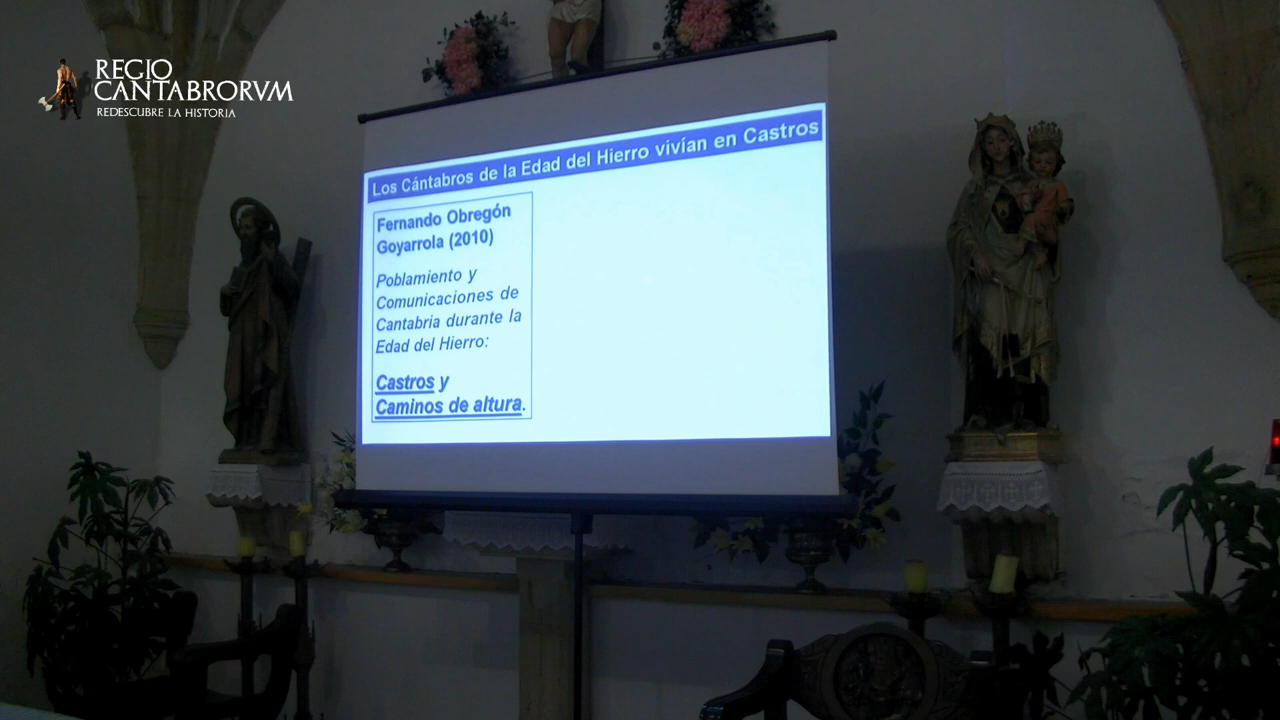 REGIO
CANTABRORVM
REDESCUBRE LA HISTORIA
Los Cántabros de la Edad del Hierro vivían en Castros
Fernando Obregón
Goyarrola (2010)
Poblamiento y
Comunicaciones de
Cantabria durante la
Edad del Hierro:
Castros y
Caminos de altura.